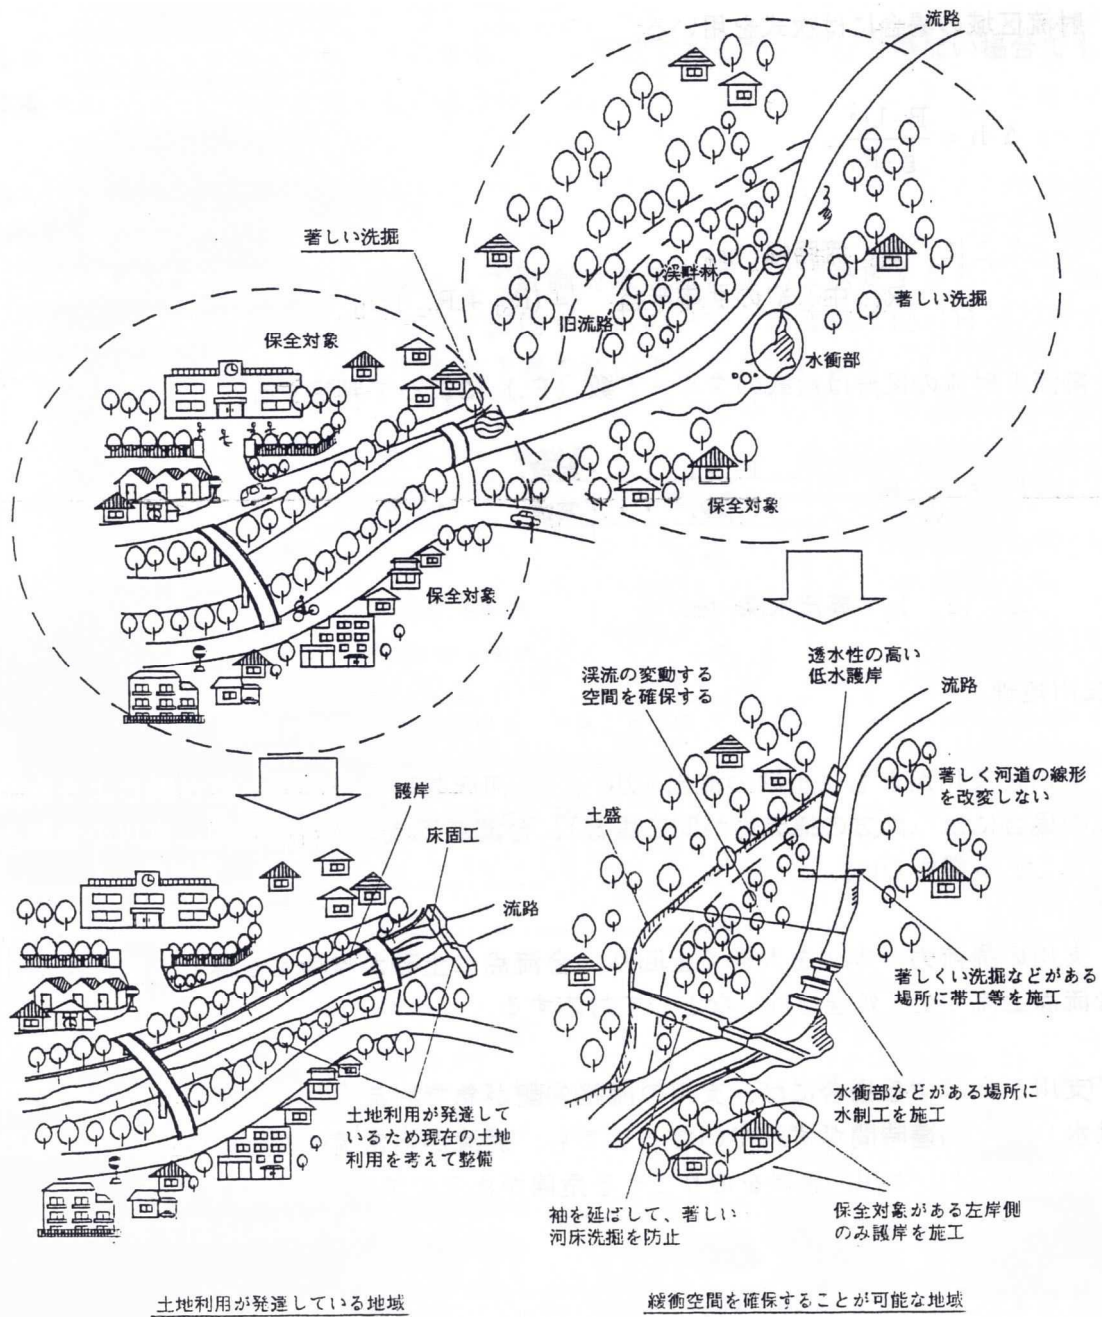 流路
著しい洗掘
渓畔林
旧流路
著しい洗掘
水衝部
保全対象
保全対象
保全対象
渓流の変動する
空間を確保する
透水性の高い
低水護岸
流路
著しく河道の線形
を改変しない
土盛
護岸
床固工
流路
著しくい洗掘などがある
場所に帯工等を施工
水衝部などがある場所に
水制工を施工
土地利用が発達して
いるため現在の土地
利用を考えて整備
袖を延ばして、著しい
河床洗掘を防止
保全対象がある左岸側
のみ護岸を施工
土地利用が発達している地域
緩衝空間を確保することが可能な地域